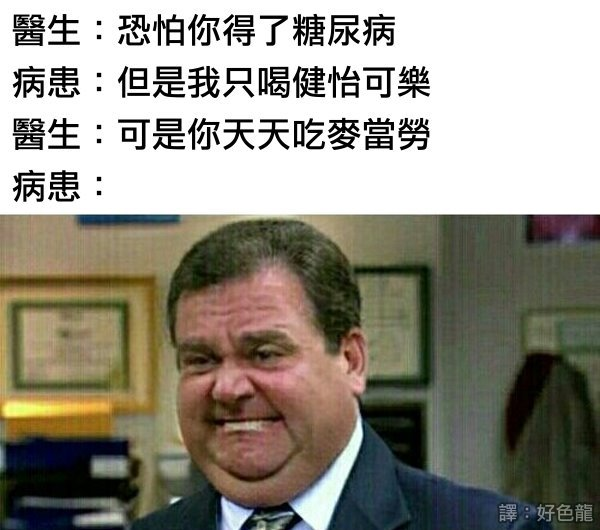 醫生：恐怕你得了糖尿病
病患：但是我只喝健怡可樂
醫生：可是你天天吃麥當勞
病患：
譯：好色龍